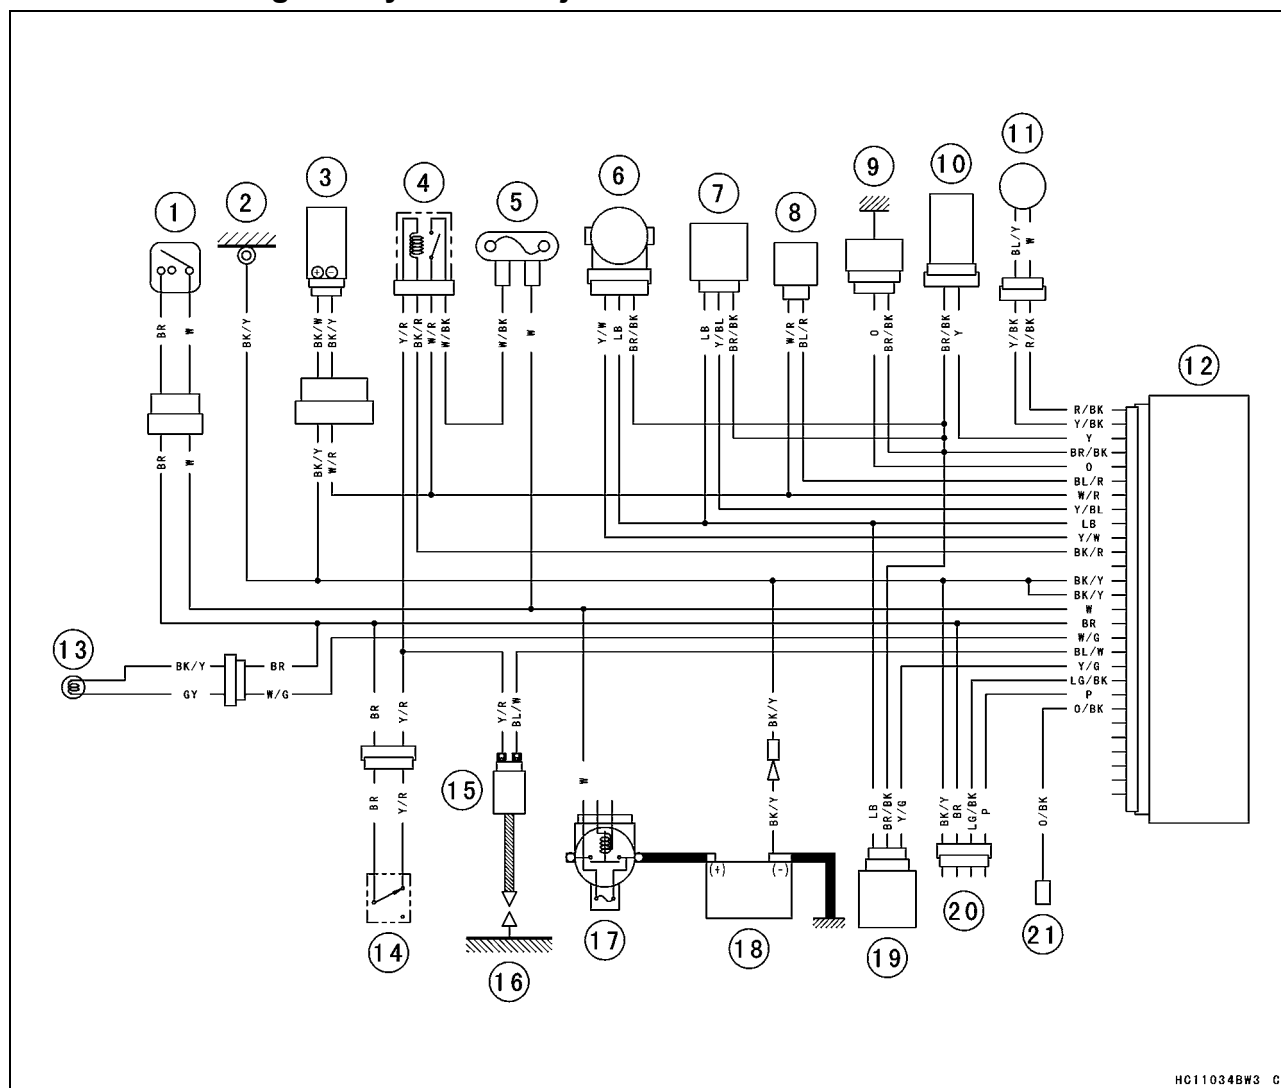 11
10
9
3
4
6
7
5
8
2
1
BL/Y
W
BR
W
BK/Y
BK/W
BK/Y
Y/R
BK/R
W/R
W/BK
W/BK
W
Y/W
LB
BR/BK
LB
Y/BL
BR/BK
W/R
BL/R
O
BR/BK
BR/BK
Y
Y/BK
R/BK
12
BR
W
BK/Y
W/R
R/BK
Y/BK
Y
BR/BK
O
BL/R
W/R
Y/BL
LB
Y/W
BK/R
BK/Y
BK/Y
W
BR
W/G
BL/W
Y/G
LG/BK
P
O/BK
13
BK/Y
BR
GY
W/G
BR
Y/R
Y/R
BL/W
BK/Y
BR
Y/R
15
W
BK/Y
LB
BR/BK
Y/G
BK/Y
BR
LG/BK
P
O/BK
(+)
(-)
14
16
17
18
19
20
21
HC11034BW3 C